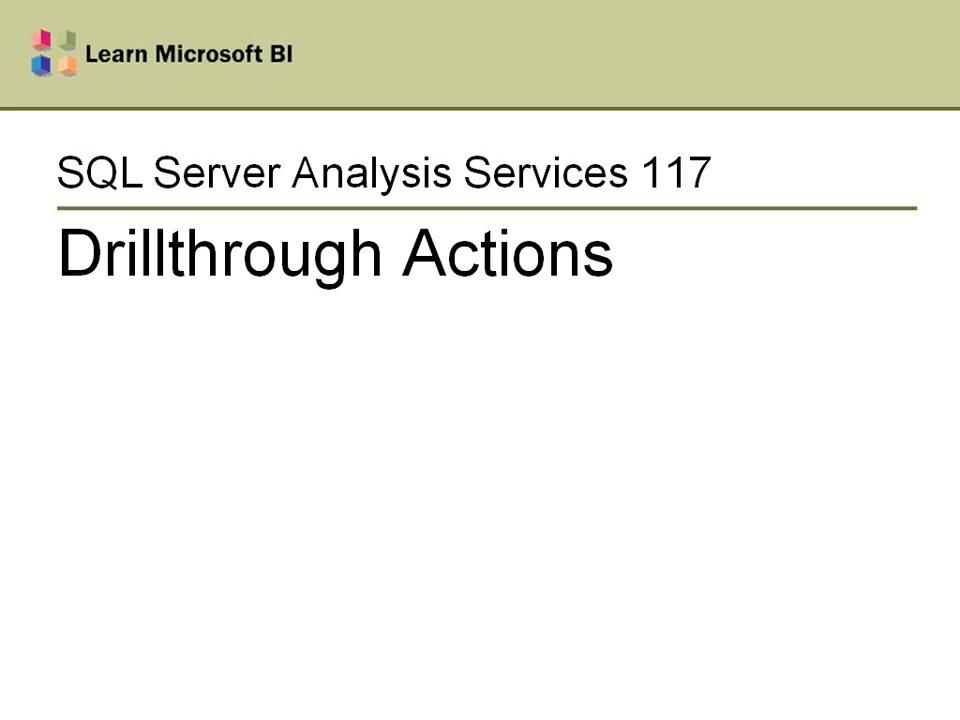 Learn Microsoft BI
SQL Server Analysis Services 117
Drillthrough Actions